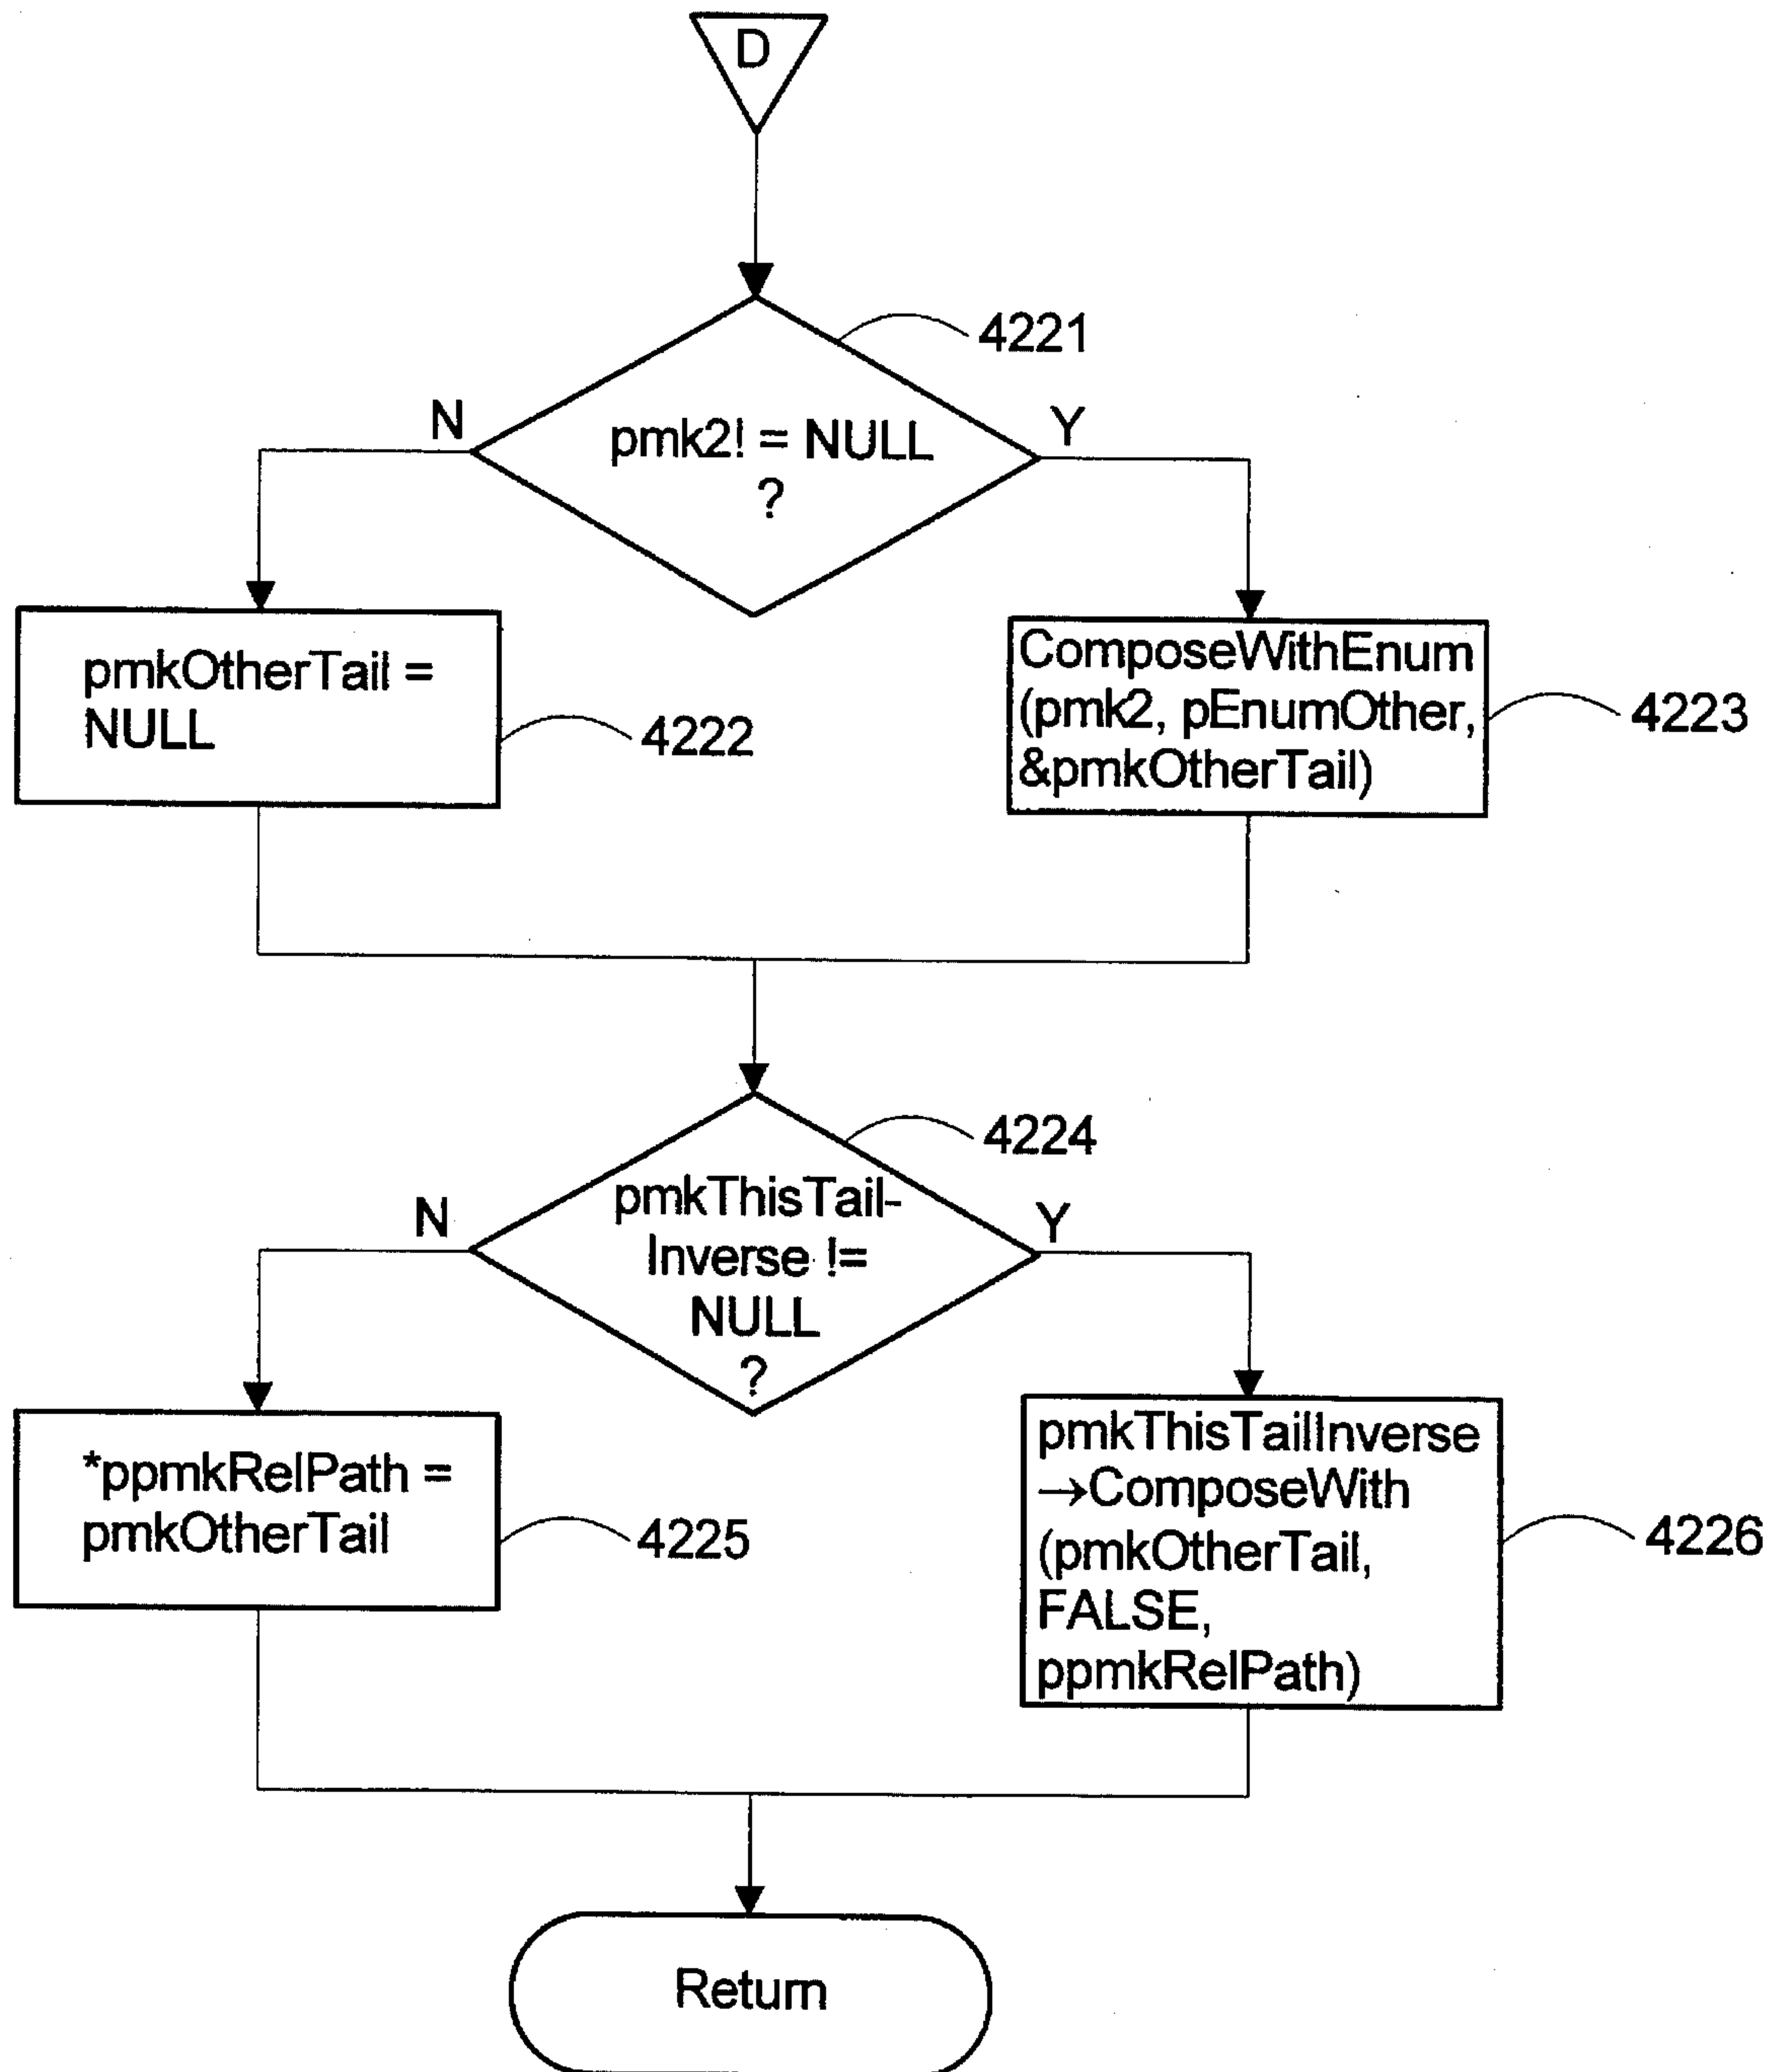 D
4221
N
Y
pmk2! = NULL
?
pmkOtherTail =
NULL
4222
ComposeWithEnum
(pmk2, pEnumOther,
&pmkOtherTail)
4223
4224
N
Y
pmkThisTail-
Inverse !=
NULL
?
*ppmkRelPath =
pmkOtherTail
4225
pmkThisTailInverse
→ComposeWith
(pmkOtherTail,
FALSE,
ppmkRelPath)
4226
Return